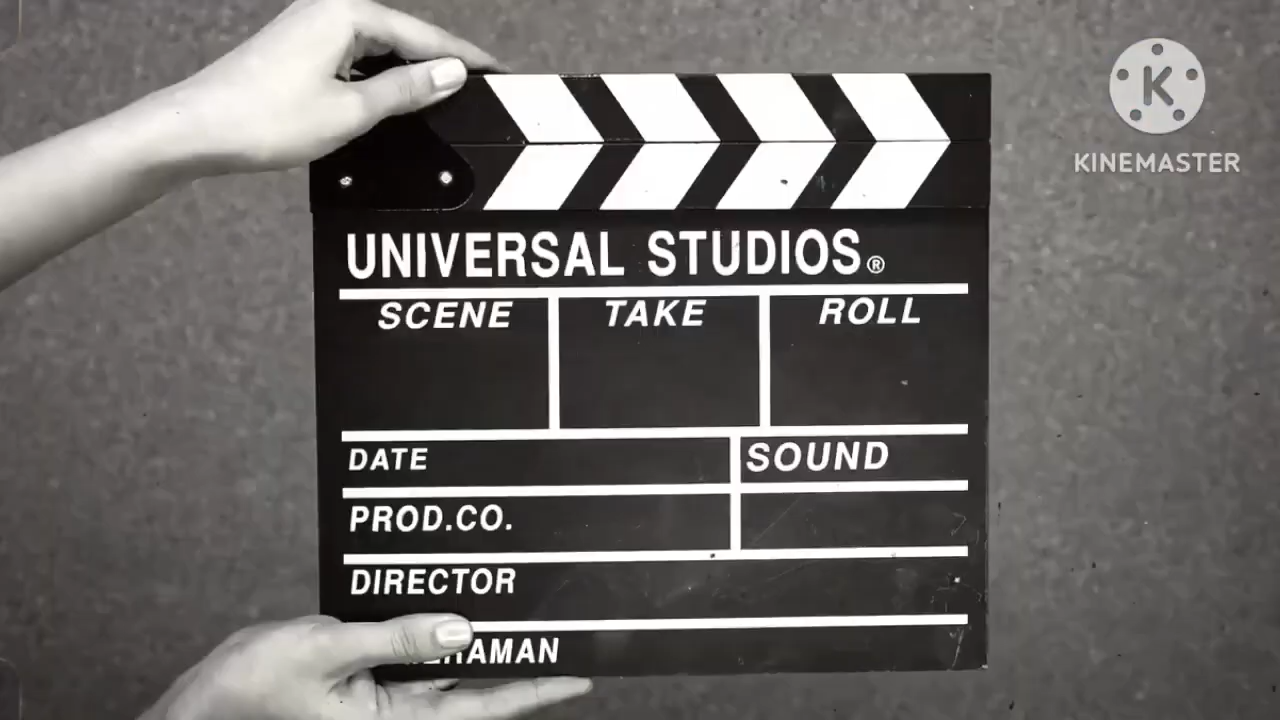 K
KINEMASTER
UNIVERSAL STUDIOS®
SCENE TAKE ROLL
DATE SOUND
PROD.CO.
DIRECTOR